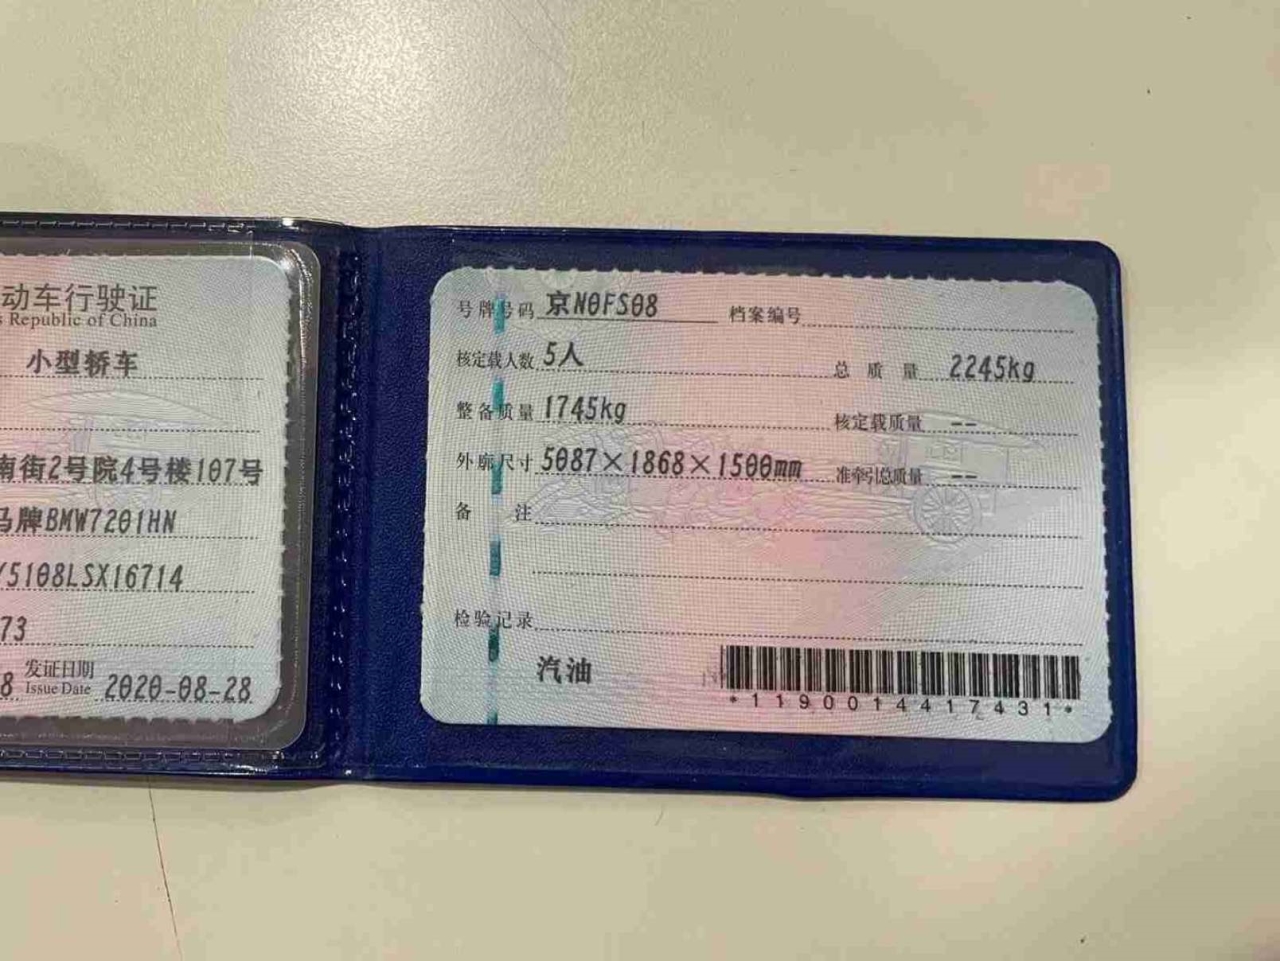 动车行驶证
Republic of China
小型轿车
南街2号院4号楼107号
马牌BMW7201HN
5108LSX16714
73
8 发证日期 Issue Date 2020-08-28
号牌号码 京N0FS08 档案编号
核定载人数 5人 总质量 2245kg
整备质量 1745kg 核定载质量 --
外廓尺寸 5087×1868×1500mm 准牵引总质量 --
备注
检验记录
汽油
*1190014417431*